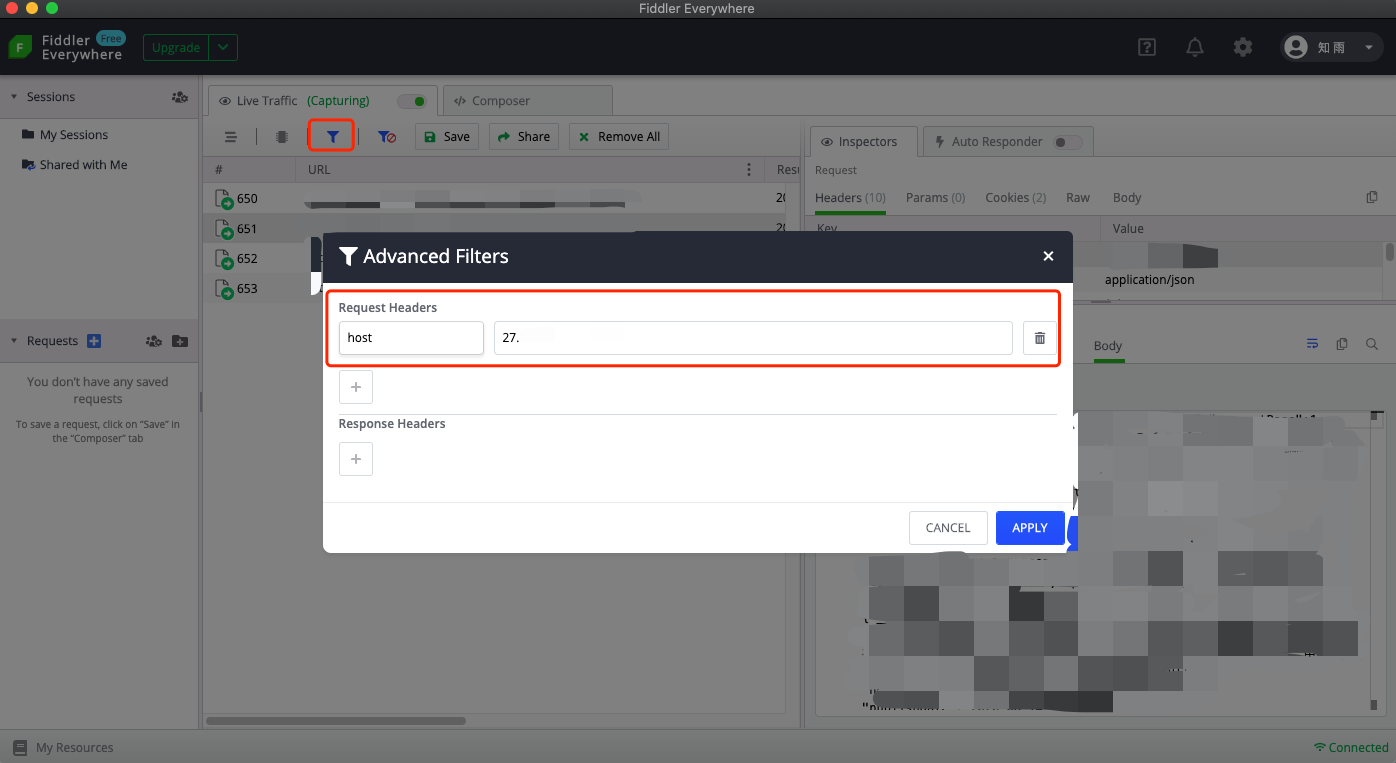 Fiddler Everywhere
F
Fiddler Everywhere
Free
Upgrade
知 雨
Sessions
My Sessions
Shared with Me
Live Traffic (Capturing)
Composer
Save
Share
Remove All
# URL
650
651
652
653
Inspectors
Auto Responder
Request
Headers (10) Params (0) Cookies (2) Raw Body
Key Value
application/json
Advanced Filters
Request Headers
host 27.
+
Response Headers
+
CANCEL APPLY
Body
Requests
You don't have any saved
requests
To save a request, click on "Save" in
the "Composer" tab
My Resources
Connected